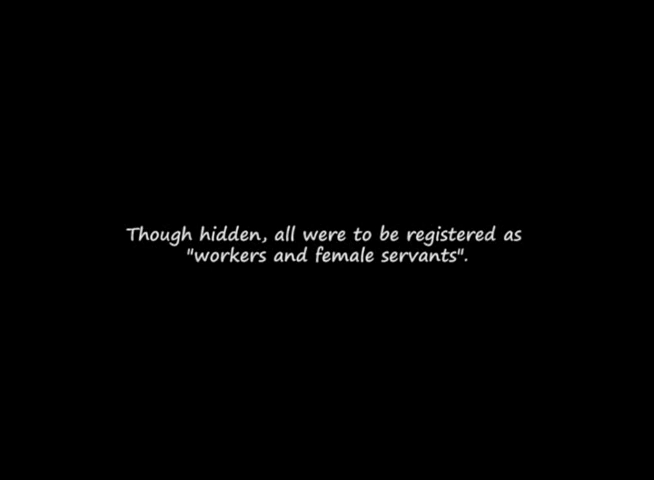 Though hidden, all were to be registered as
"workers and female servants".